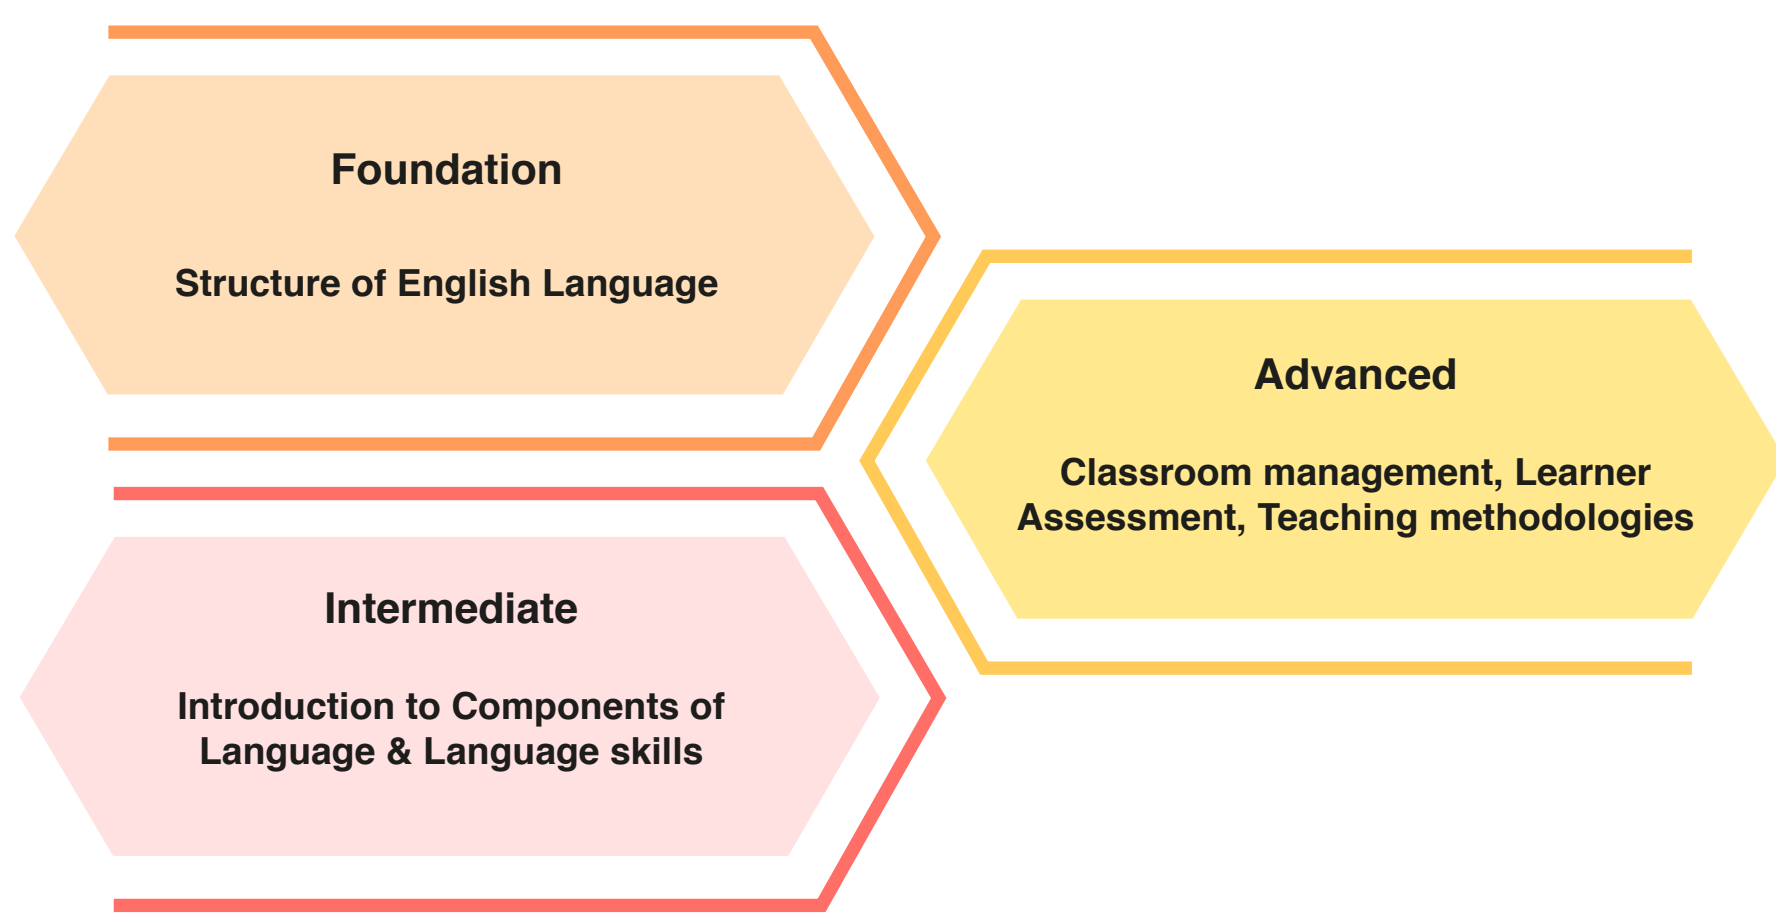 Foundation
Structure of English Language
Intermediate
Introduction to Components of
Language & Language skills
Advanced
Classroom management, Learner
Assessment, Teaching methodologies